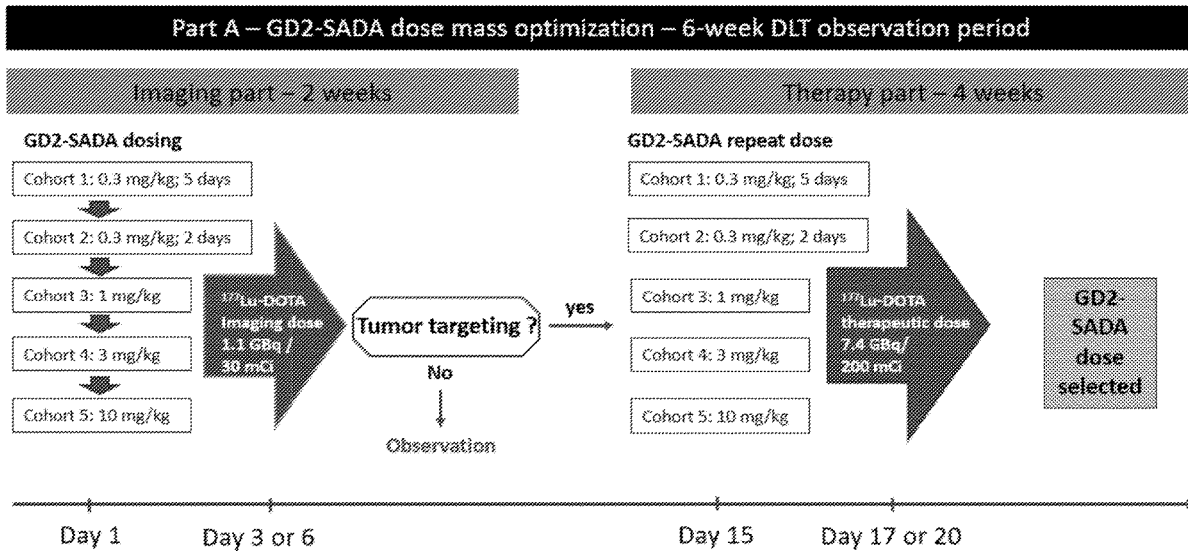 Part A – GD2-SADA dose mass optimization – 6-week DLT observation period
Imaging part – 2 weeks
GD2-SADA dosing
Cohort 1: 0.3 mg/kg; 5 days
Cohort 2: 0.3 mg/kg; 2 days
Cohort 3: 1 mg/kg
Cohort 4: 3 mg/kg
Cohort 5: 10 mg/kg
¹⁷⁷Lu-DOTA
Imaging dose
1.1 GBq /
30 mCi
Tumor targeting ?
yes
No
Observation
Therapy part – 4 weeks
GD2-SADA repeat dose
Cohort 1: 0.3 mg/kg; 5 days
Cohort 2: 0.3 mg/kg; 2 days
Cohort 3: 1 mg/kg
Cohort 4: 3 mg/kg
Cohort 5: 10 mg/kg
¹⁷⁷Lu-DOTA
therapeutic dose
7.4 GBq/
200 mCi
GD2-
SADA
dose
selected
Day 1
Day 3 or 6
Day 15
Day 17 or 20